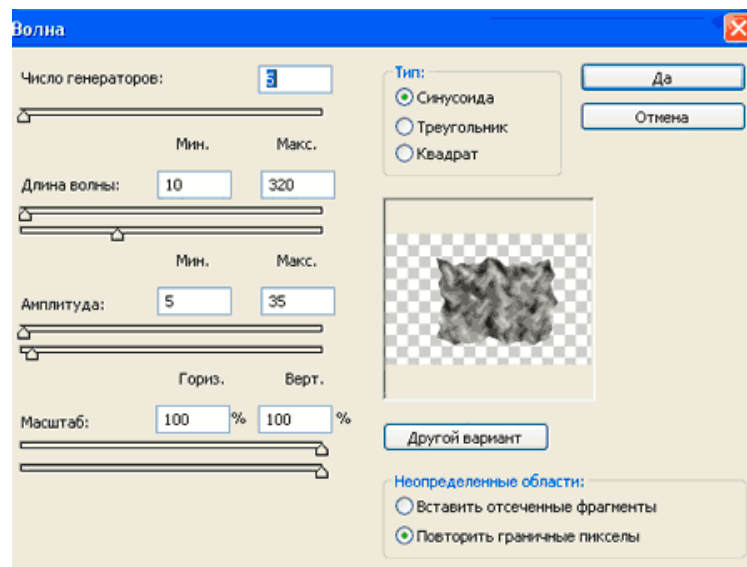 Волна
Число генераторов: 5
Мин. Макс.
Длина волны: 10 320
Мин. Макс.
Амплитуда: 5 35
Гориз. Верт.
Масштаб: 100 % 100 %
Тип:
Синусоида
Треугольник
Квадрат
Да
Отмена
Другой вариант
Неопределенные области:
Вставить отсеченные фрагменты
Повторить граничные пикселы